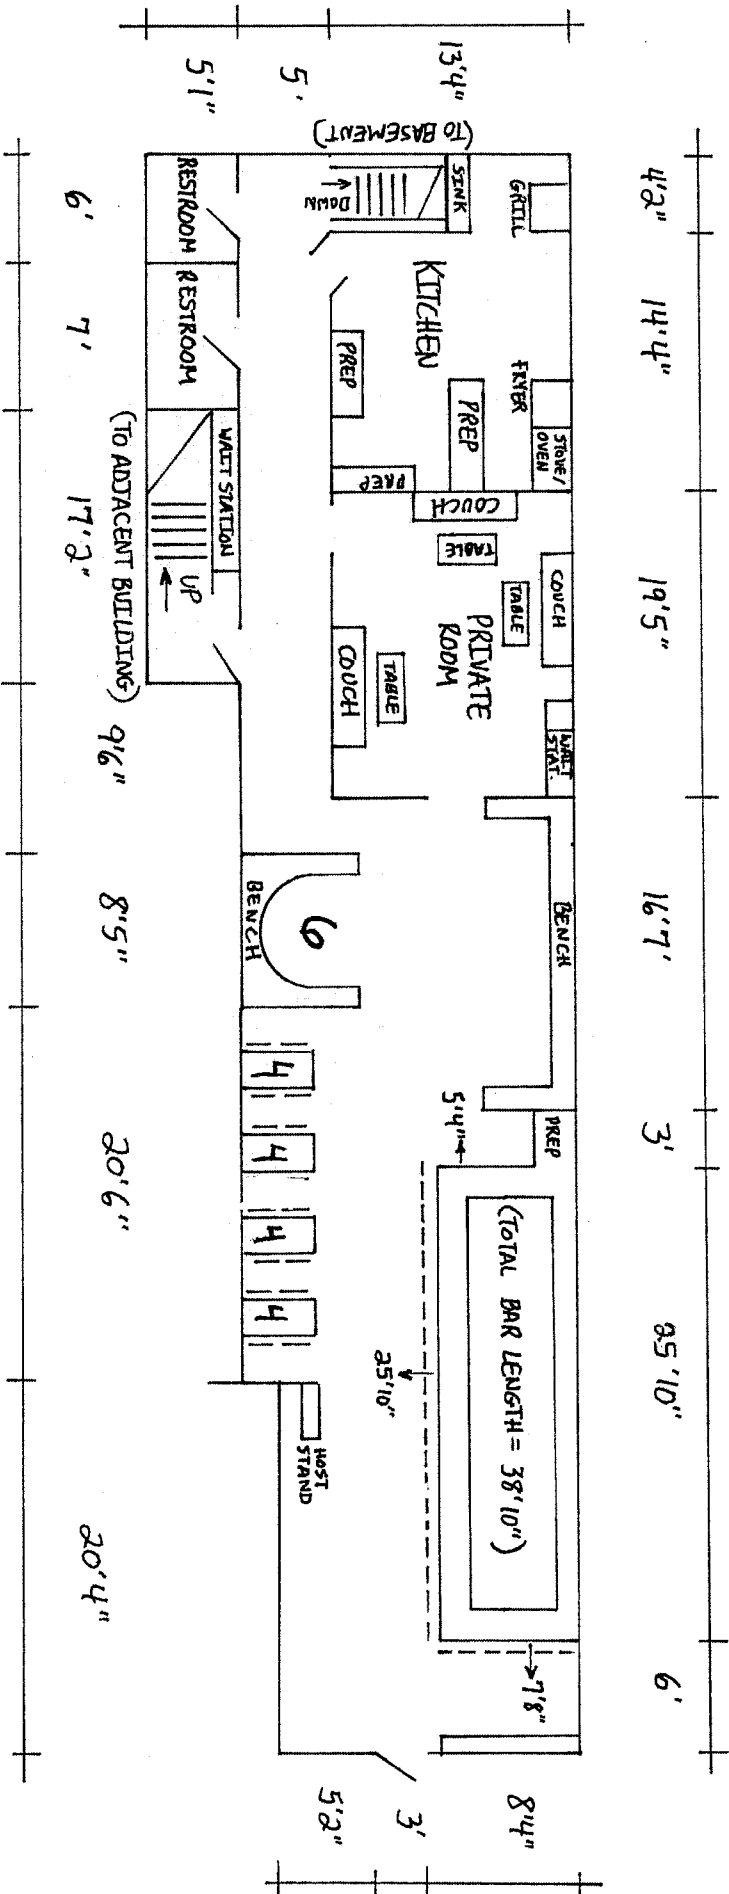 5'1"
5'
13'4"
(TO BASEMENT)
6'
7'
17'2"
9'6"
8'5"
20'6"
20'4"
4'2"
14'4"
19'5"
16'7'
3'
25'10"
6'
RESTROOM
RESTROOM
DOWN
SINK
GRILL
KITCHEN
PREP
PREP
PREP
FRYER
STOVE/
OVEN
WAIT STATION
UP
(TO ADJACENT BUILDING)
COUCH
TABLE
TABLE
COUCH
PRIVATE
ROOM
COUCH
TABLE
WAIT
STAT.
BENCH
BENCH
6
4
4
4
4
PREP
5'4"
(TOTAL BAR LENGTH = 38'10")
25'10"
HOST
STAND
7'8"
5'2"
3'
8'4"